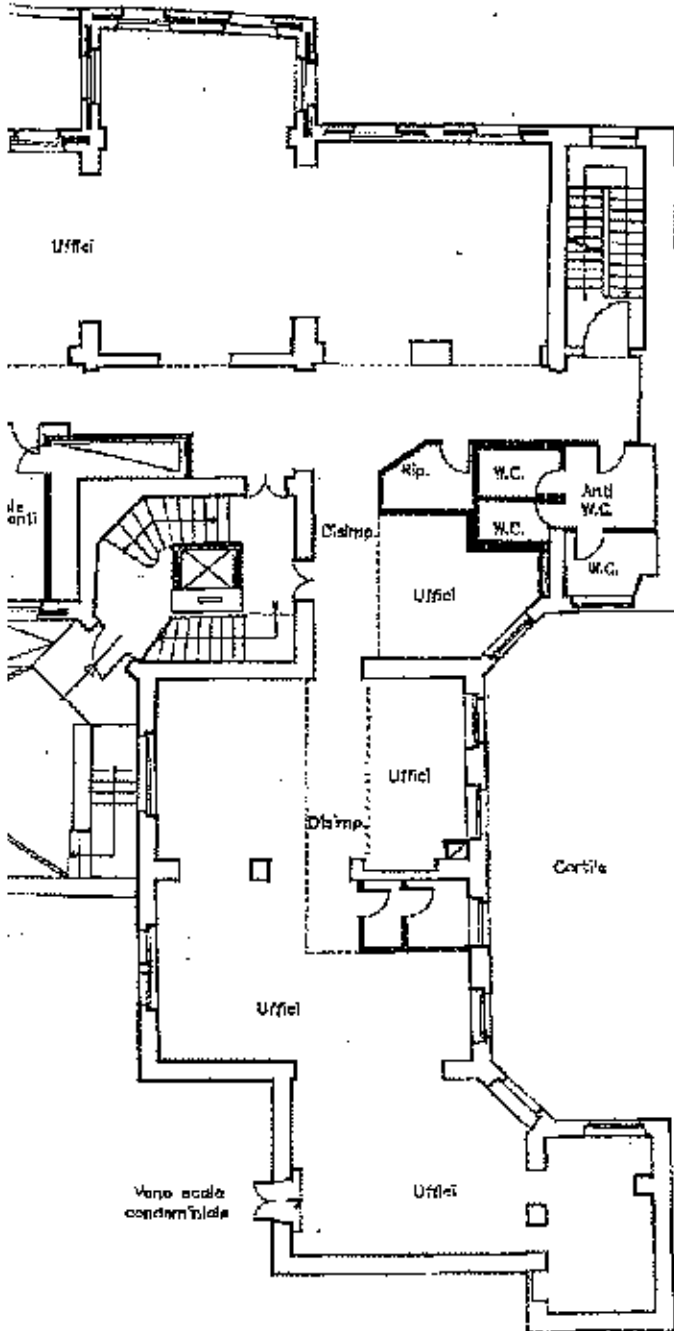 Uffici
Rip.
W.C.
Anti
W.C.
W.C.
W.C.
Disimp.
Uffici
Uffici
Disimp.
Cortile
Uffici
Uffici
Vano scala
condominiale